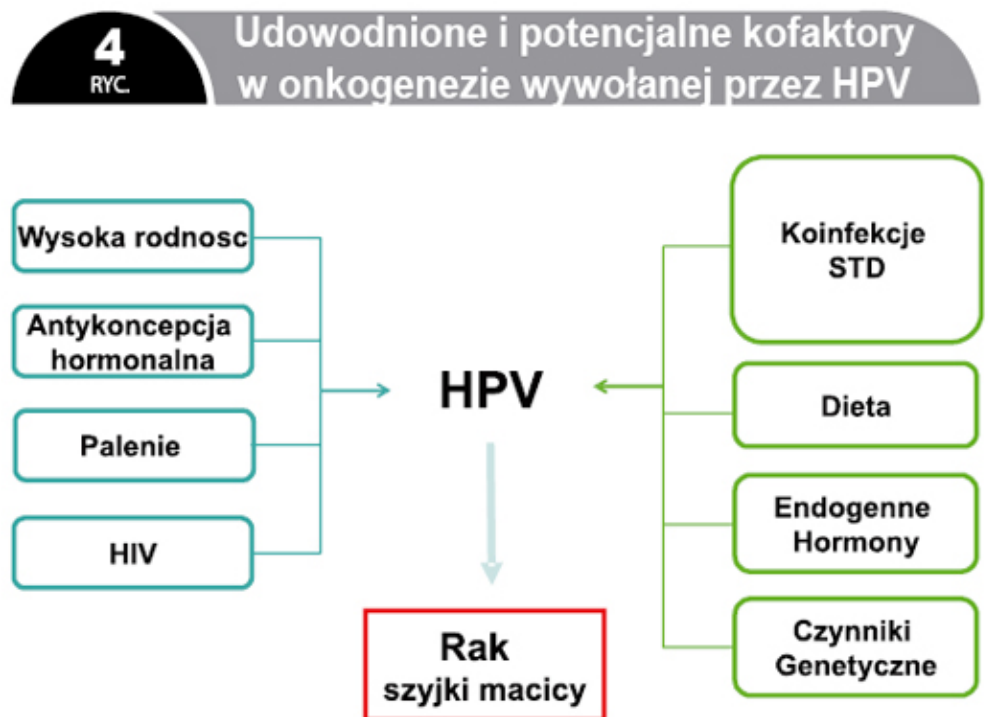 4
RYC.
Udowodnione i potencjalne kofaktory
w onkogenezie wywołanej przez HPV
Wysoka rodnosc
Antykoncepcja
hormonalna
Palenie
HIV
HPV
Rak
szyjki macicy
Koinfekcje
STD
Dieta
Endogenne
Hormony
Czynniki
Genetyczne